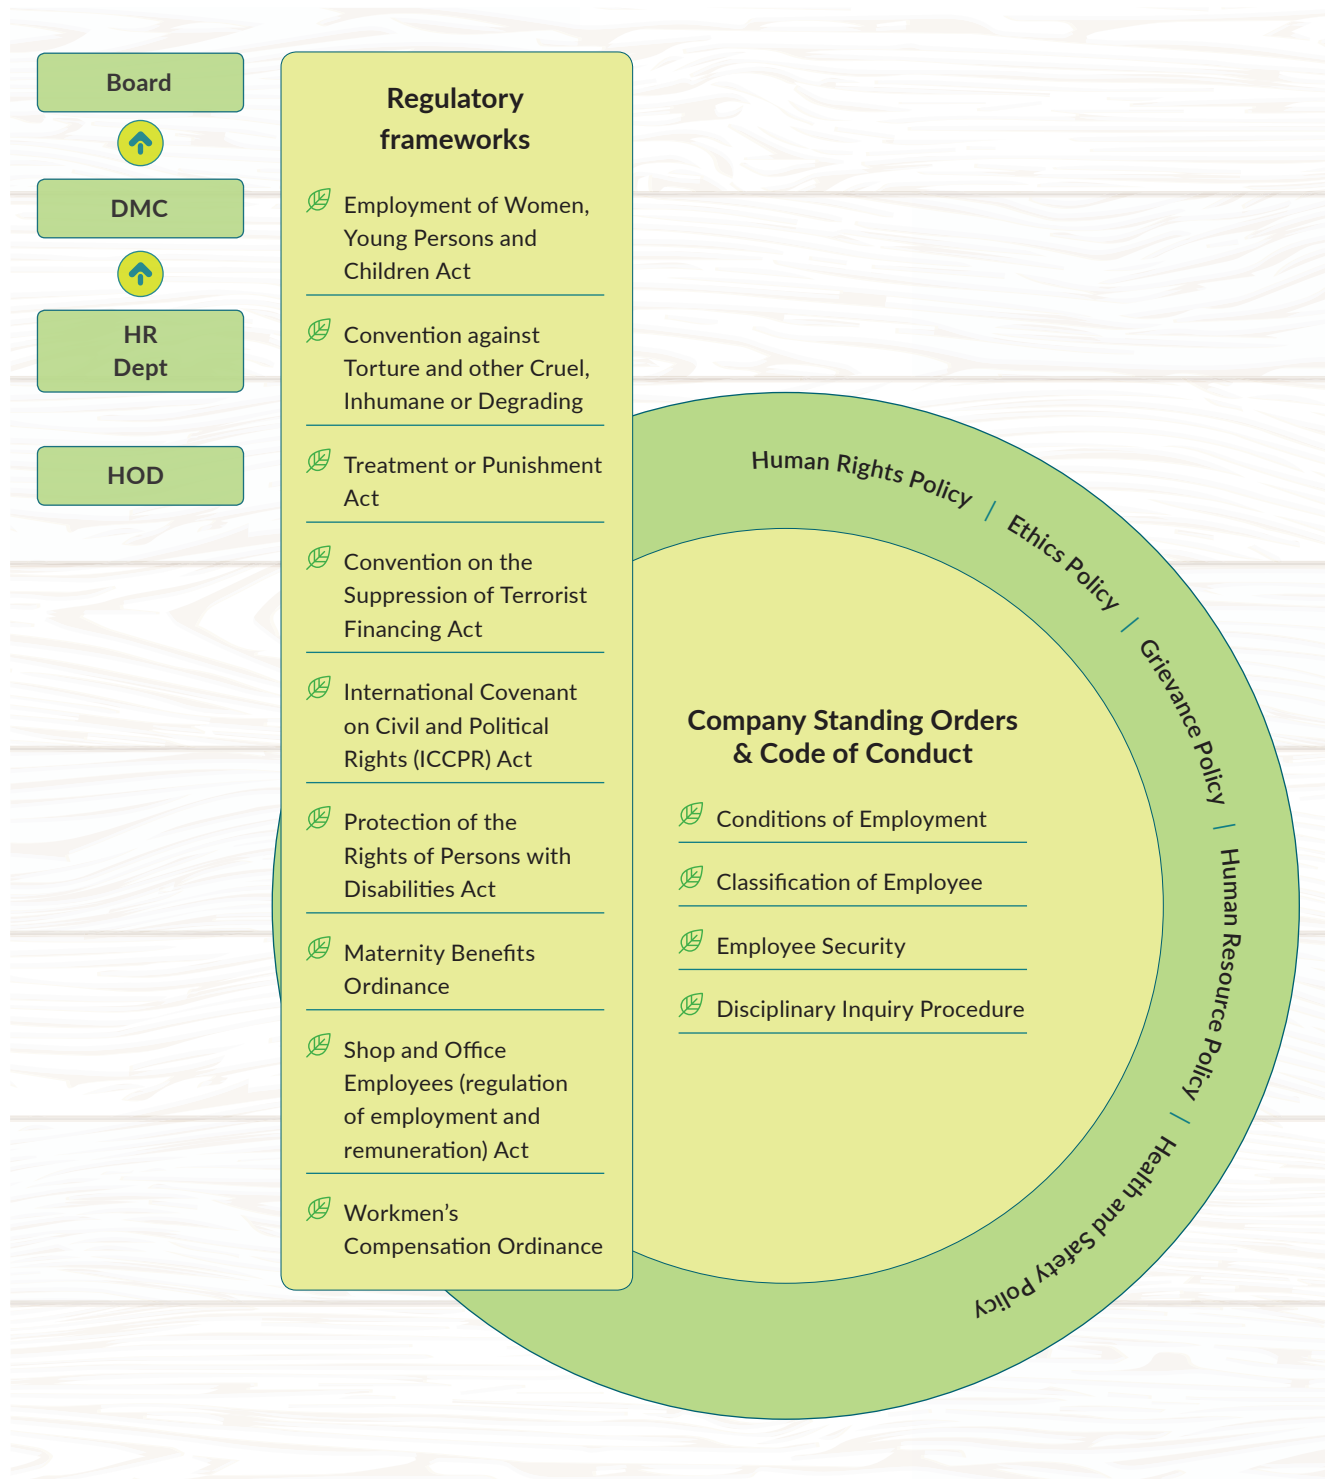 Board
DMC
HR
Dept
HOD
Regulatory
frameworks
Employment of Women,
Young Persons and
Children Act
Convention against
Torture and other Cruel,
Inhumane or Degrading
Treatment or Punishment
Act
Convention on the
Suppression of Terrorist
Financing Act
International Covenant
on Civil and Political
Rights (ICCPR) Act
Protection of the
Rights of Persons with
Disabilities Act
Maternity Benefits
Ordinance
Shop and Office
Employees (regulation
of employment and
remuneration) Act
Workmen’s
Compensation Ordinance
Human Rights Policy | Ethics Policy | Grievance Policy | Human Resource Policy | Health and Safety Policy
Company Standing Orders
& Code of Conduct
Conditions of Employment
Classification of Employee
Employee Security
Disciplinary Inquiry Procedure